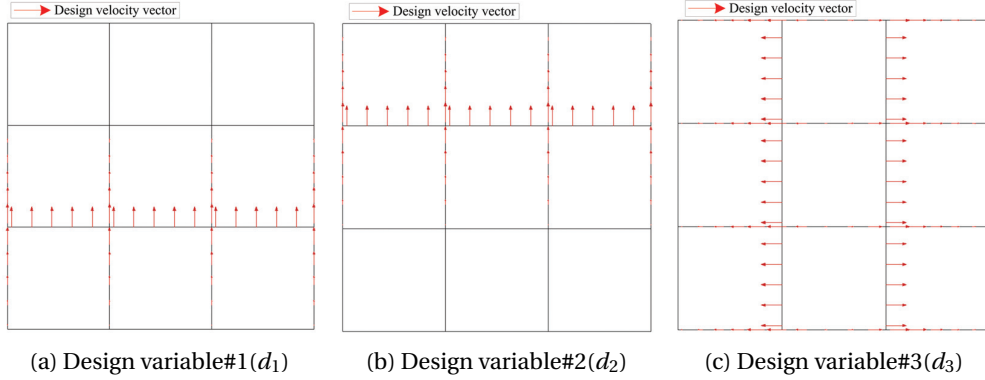 Design velocity vector
Design velocity vector
Design velocity vector
(a) Design variable#1(d₁)
(b) Design variable#2(d₂)
(c) Design variable#3(d₃)